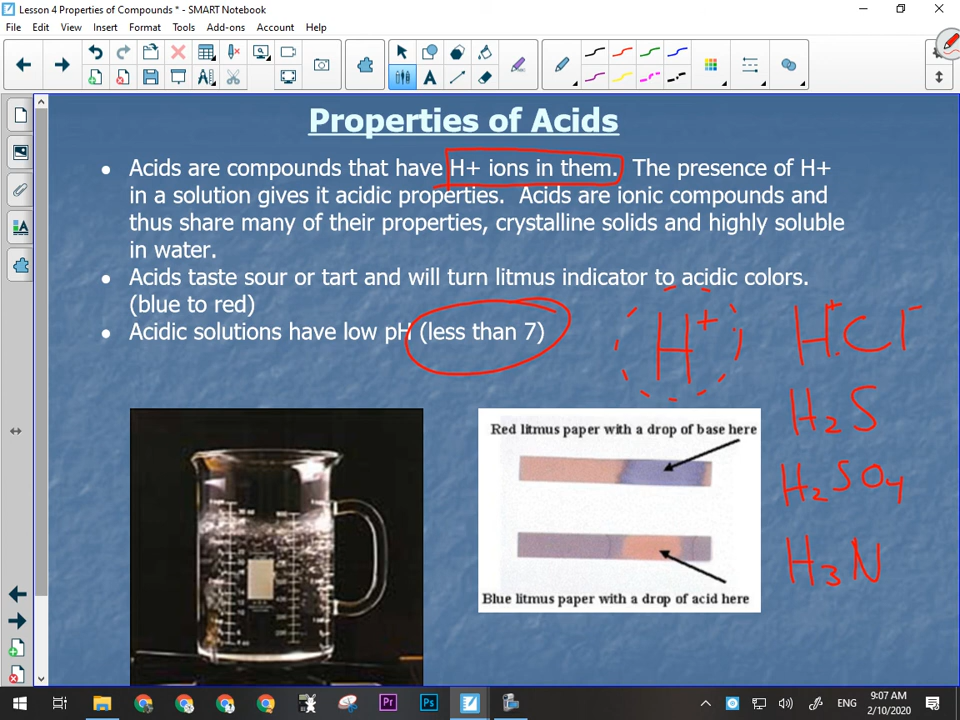 Lesson 4 Properties of Compounds * - SMART Notebook
File Edit View Insert Format Tools Add-ons Account Help
Properties of Acids
• Acids are compounds that have H+ ions in them. The presence of H+
in a solution gives it acidic properties. Acids are ionic compounds and
thus share many of their properties, crystalline solids and highly soluble
in water.
• Acids taste sour or tart and will turn litmus indicator to acidic colors.
(blue to red)
• Acidic solutions have low pH (less than 7)
H⁺
H⁺Cl⁻
H₂S
H₂SO₄
H₃N
Red litmus paper with a drop of base here
Blue litmus paper with a drop of acid here
Pr Ps ENG 9:07 AM
2/10/2020